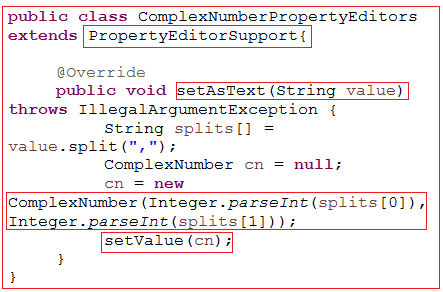 public class ComplexNumberPropertyEditors
extends PropertyEditorSupport{
@Override
public void setAsText(String value)
throws IllegalArgumentException {
String splits[] =
value.split(",");
ComplexNumber cn = null;
cn = new
ComplexNumber(Integer.parseInt(splits[0]),
Integer.parseInt(splits[1]));
setValue(cn);
}
}